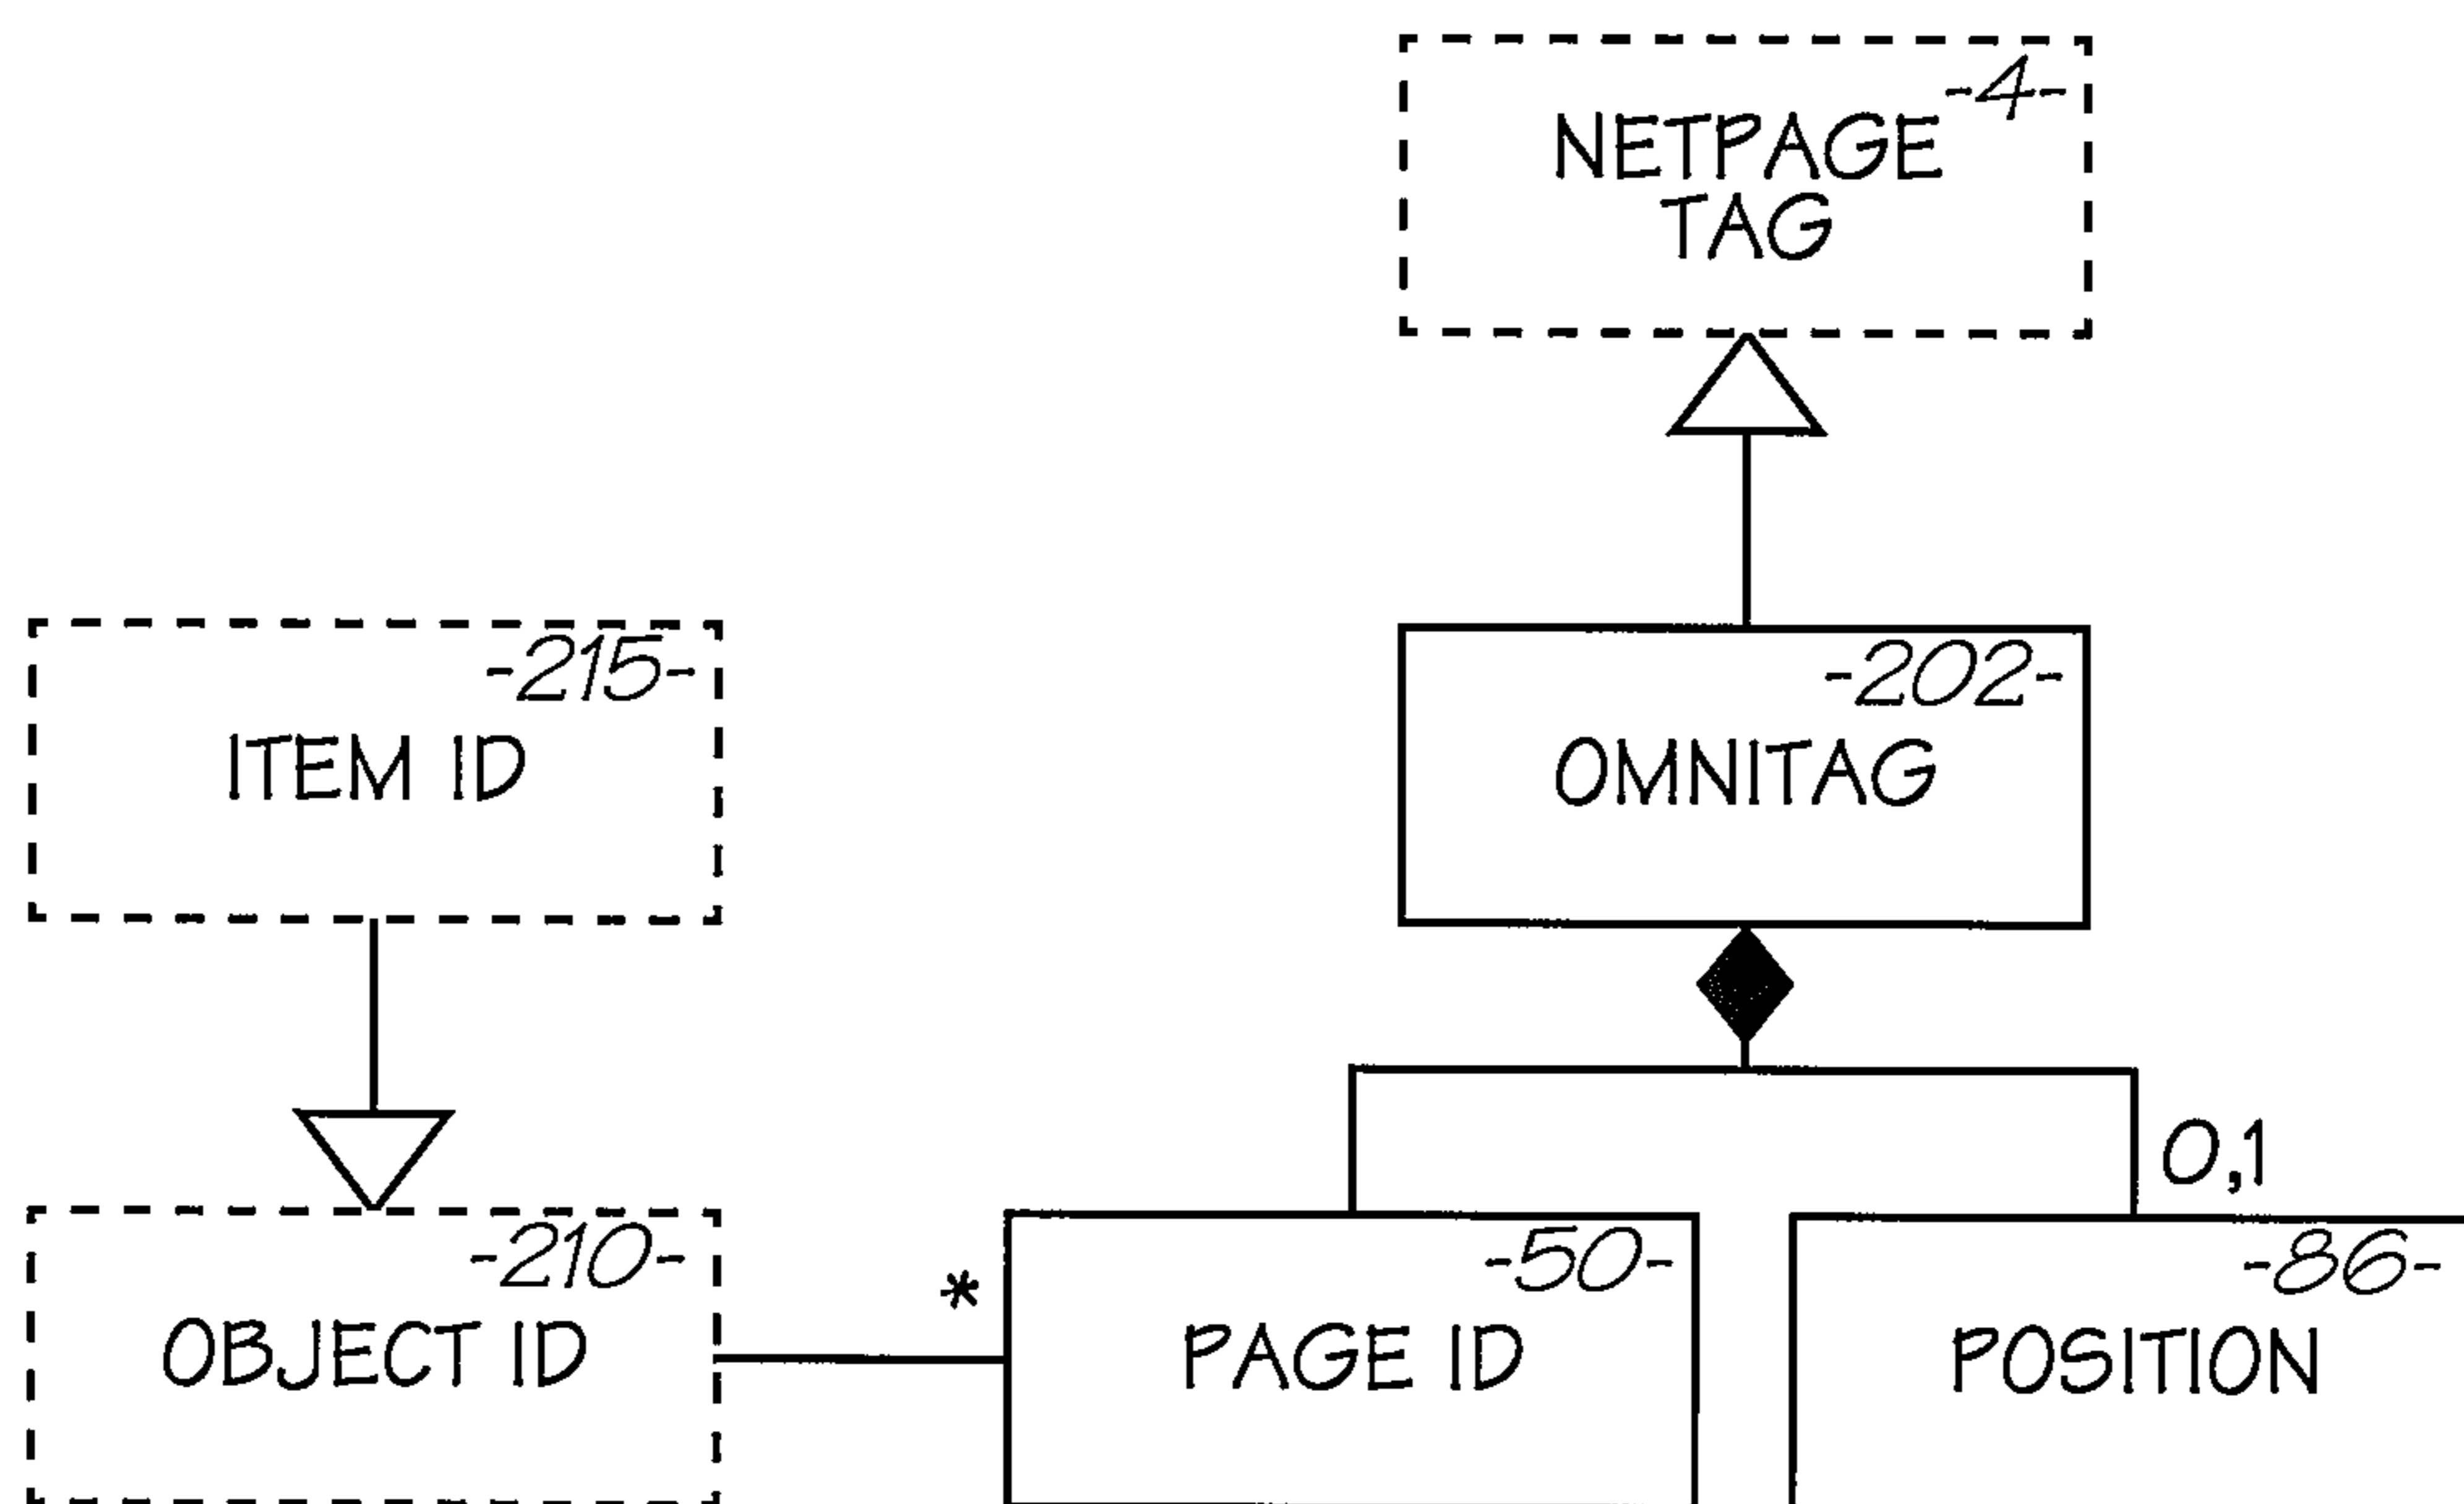 -4-
NETPAGE
TAG
-215-
ITEM ID
-202-
OMNITAG
0,1
-210-
OBJECT ID
*
-50-
PAGE ID
-86-
POSITION